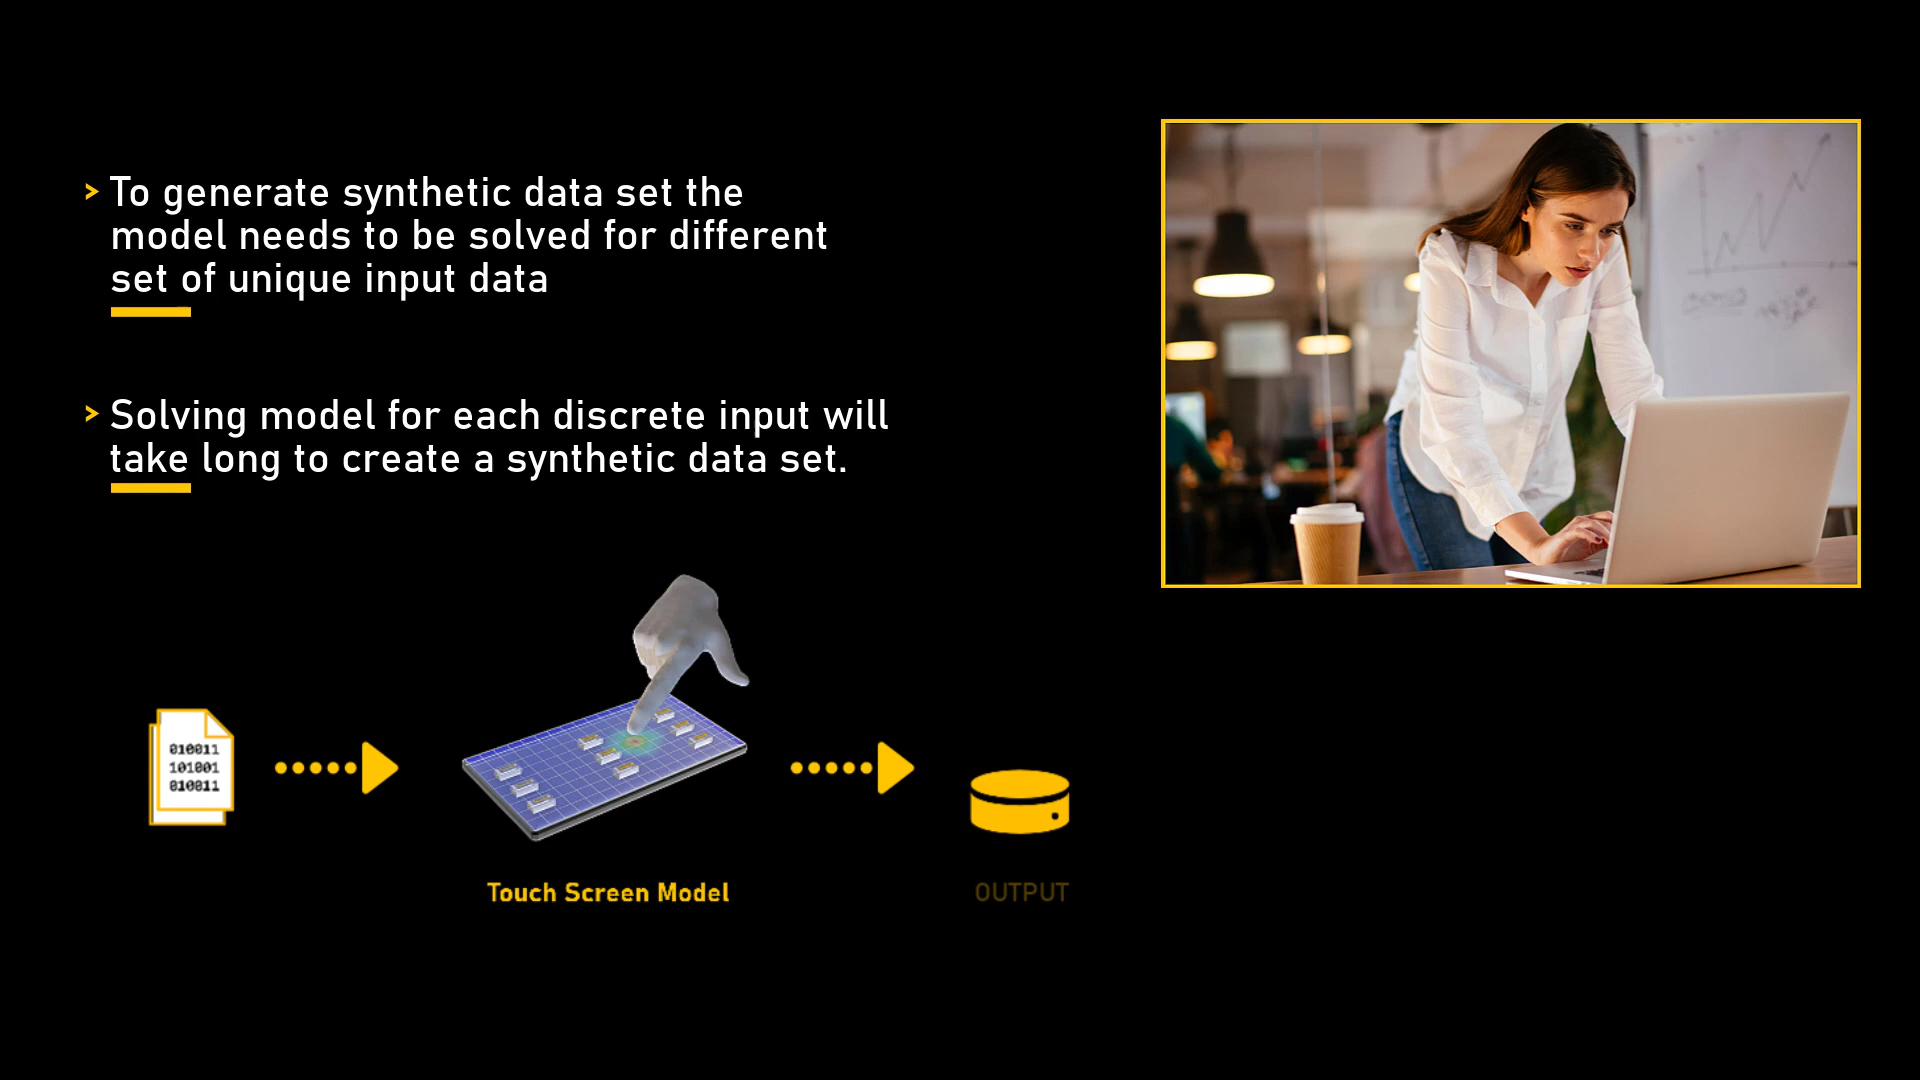 > To generate synthetic data set the
model needs to be solved for different
set of unique input data
> Solving model for each discrete input will
take long to create a synthetic data set.
010011
101001
010011
Touch Screen Model
OUTPUT